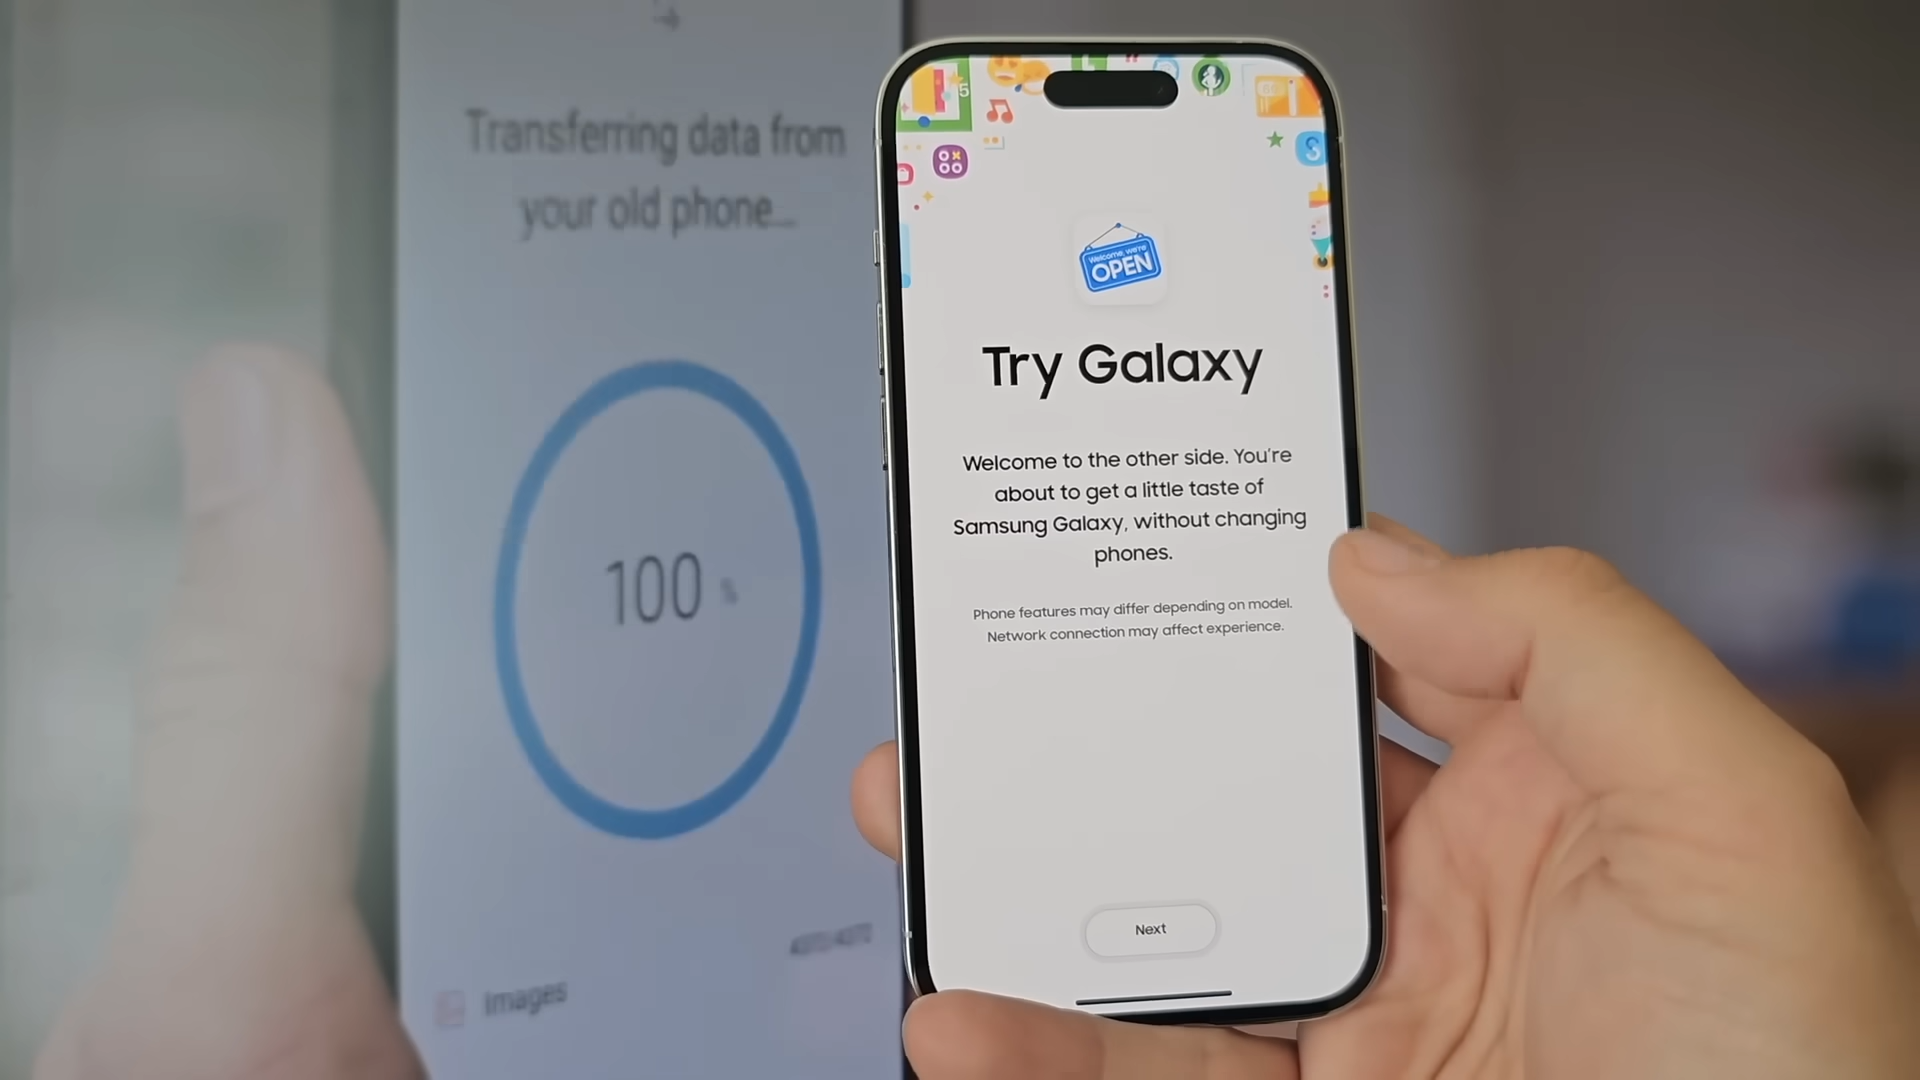 Transferring data from
your old phone...
100 %
Images
Welcome, we're
OPEN
Try Galaxy
Welcome to the other side. You're
about to get a little taste of
Samsung Galaxy, without changing
phones.
Phone features may differ depending on model.
Network connection may affect experience.
Next